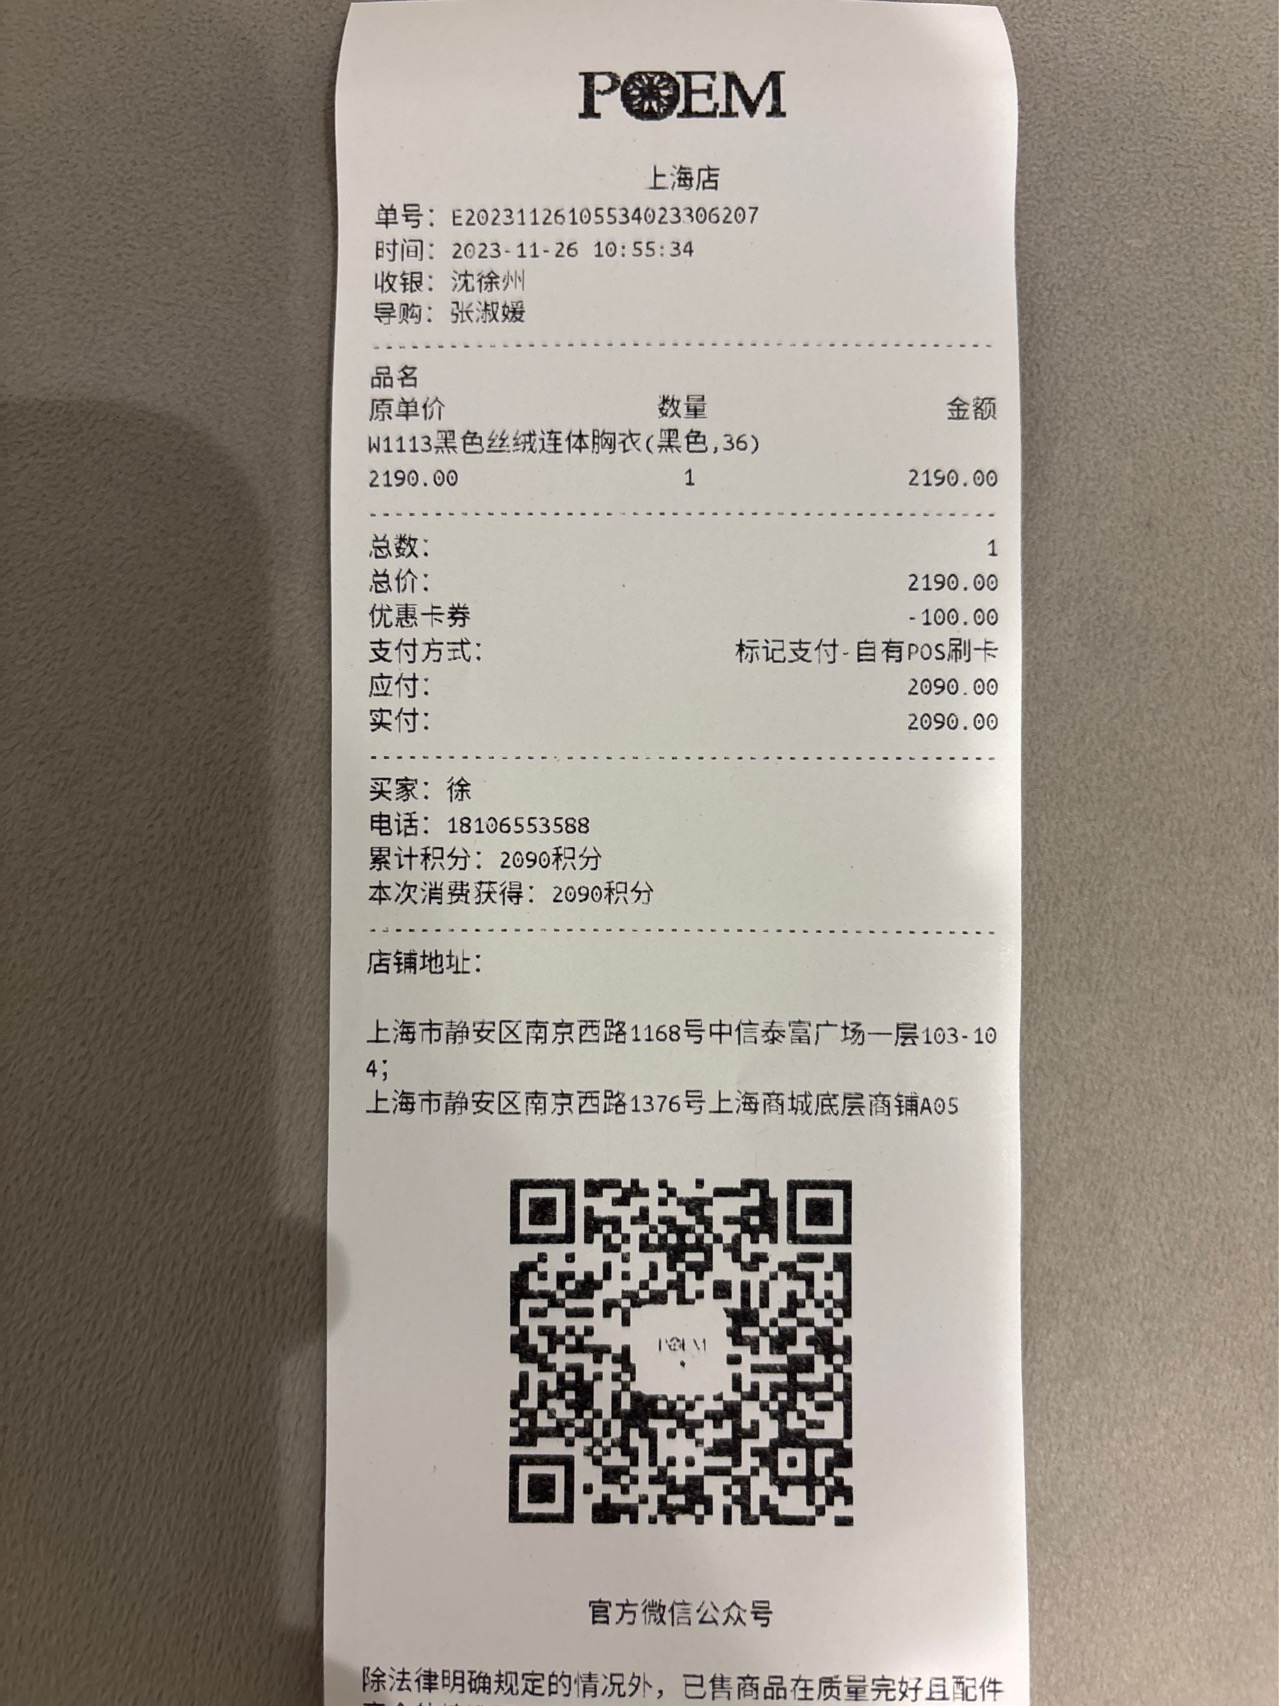 POEM
上海店
单号：E20231126105534023306207
时间：2023-11-26 10:55:34
收银：沈徐州
导购：张淑媛
品名
原单价 数量 金额
W1113黑色丝绒连体胸衣(黑色,36)
2190.00 1 2190.00
总数： 1
总价： 2190.00
优惠卡券 -100.00
支付方式： 标记支付-自有POS刷卡
应付： 2090.00
实付： 2090.00
买家：徐
电话：18106553588
累计积分：2090积分
本次消费获得：2090积分
店铺地址：
上海市静安区南京西路1168号中信泰富广场一层103-10
4；
上海市静安区南京西路1376号上海商城底层商铺A05
POEM
官方微信公众号
除法律明确规定的情况外，已售商品在质量完好且配件